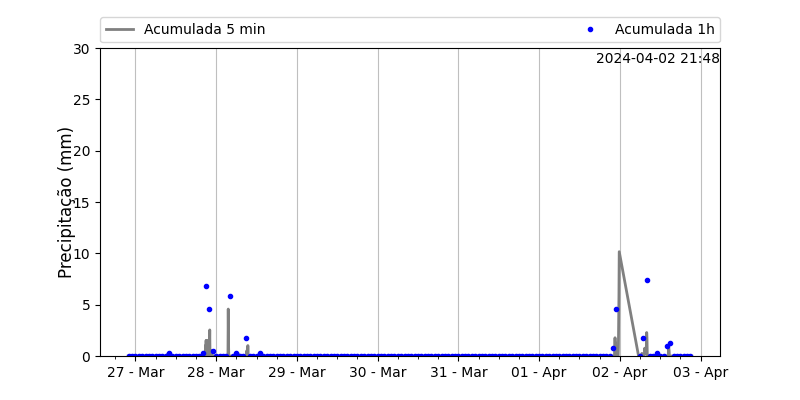 Acumulada 5 min
Acumulada 1h
2024-04-02 21:48
Precipitação (mm)
30
25
20
15
10
5
0
27 - Mar
28 - Mar
29 - Mar
30 - Mar
31 - Mar
01 - Apr
02 - Apr
03 - Apr